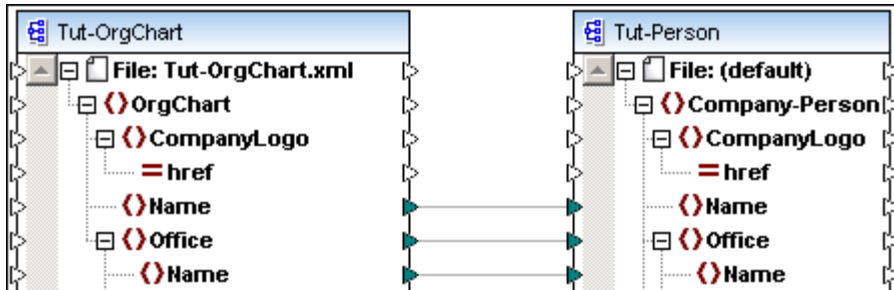 Tut-OrgChart
File: Tut-OrgChart.xml
OrgChart
CompanyLogo
href
Name
Office
Name
Tut-Person
File: (default)
Company-Person
CompanyLogo
href
Name
Office
Name